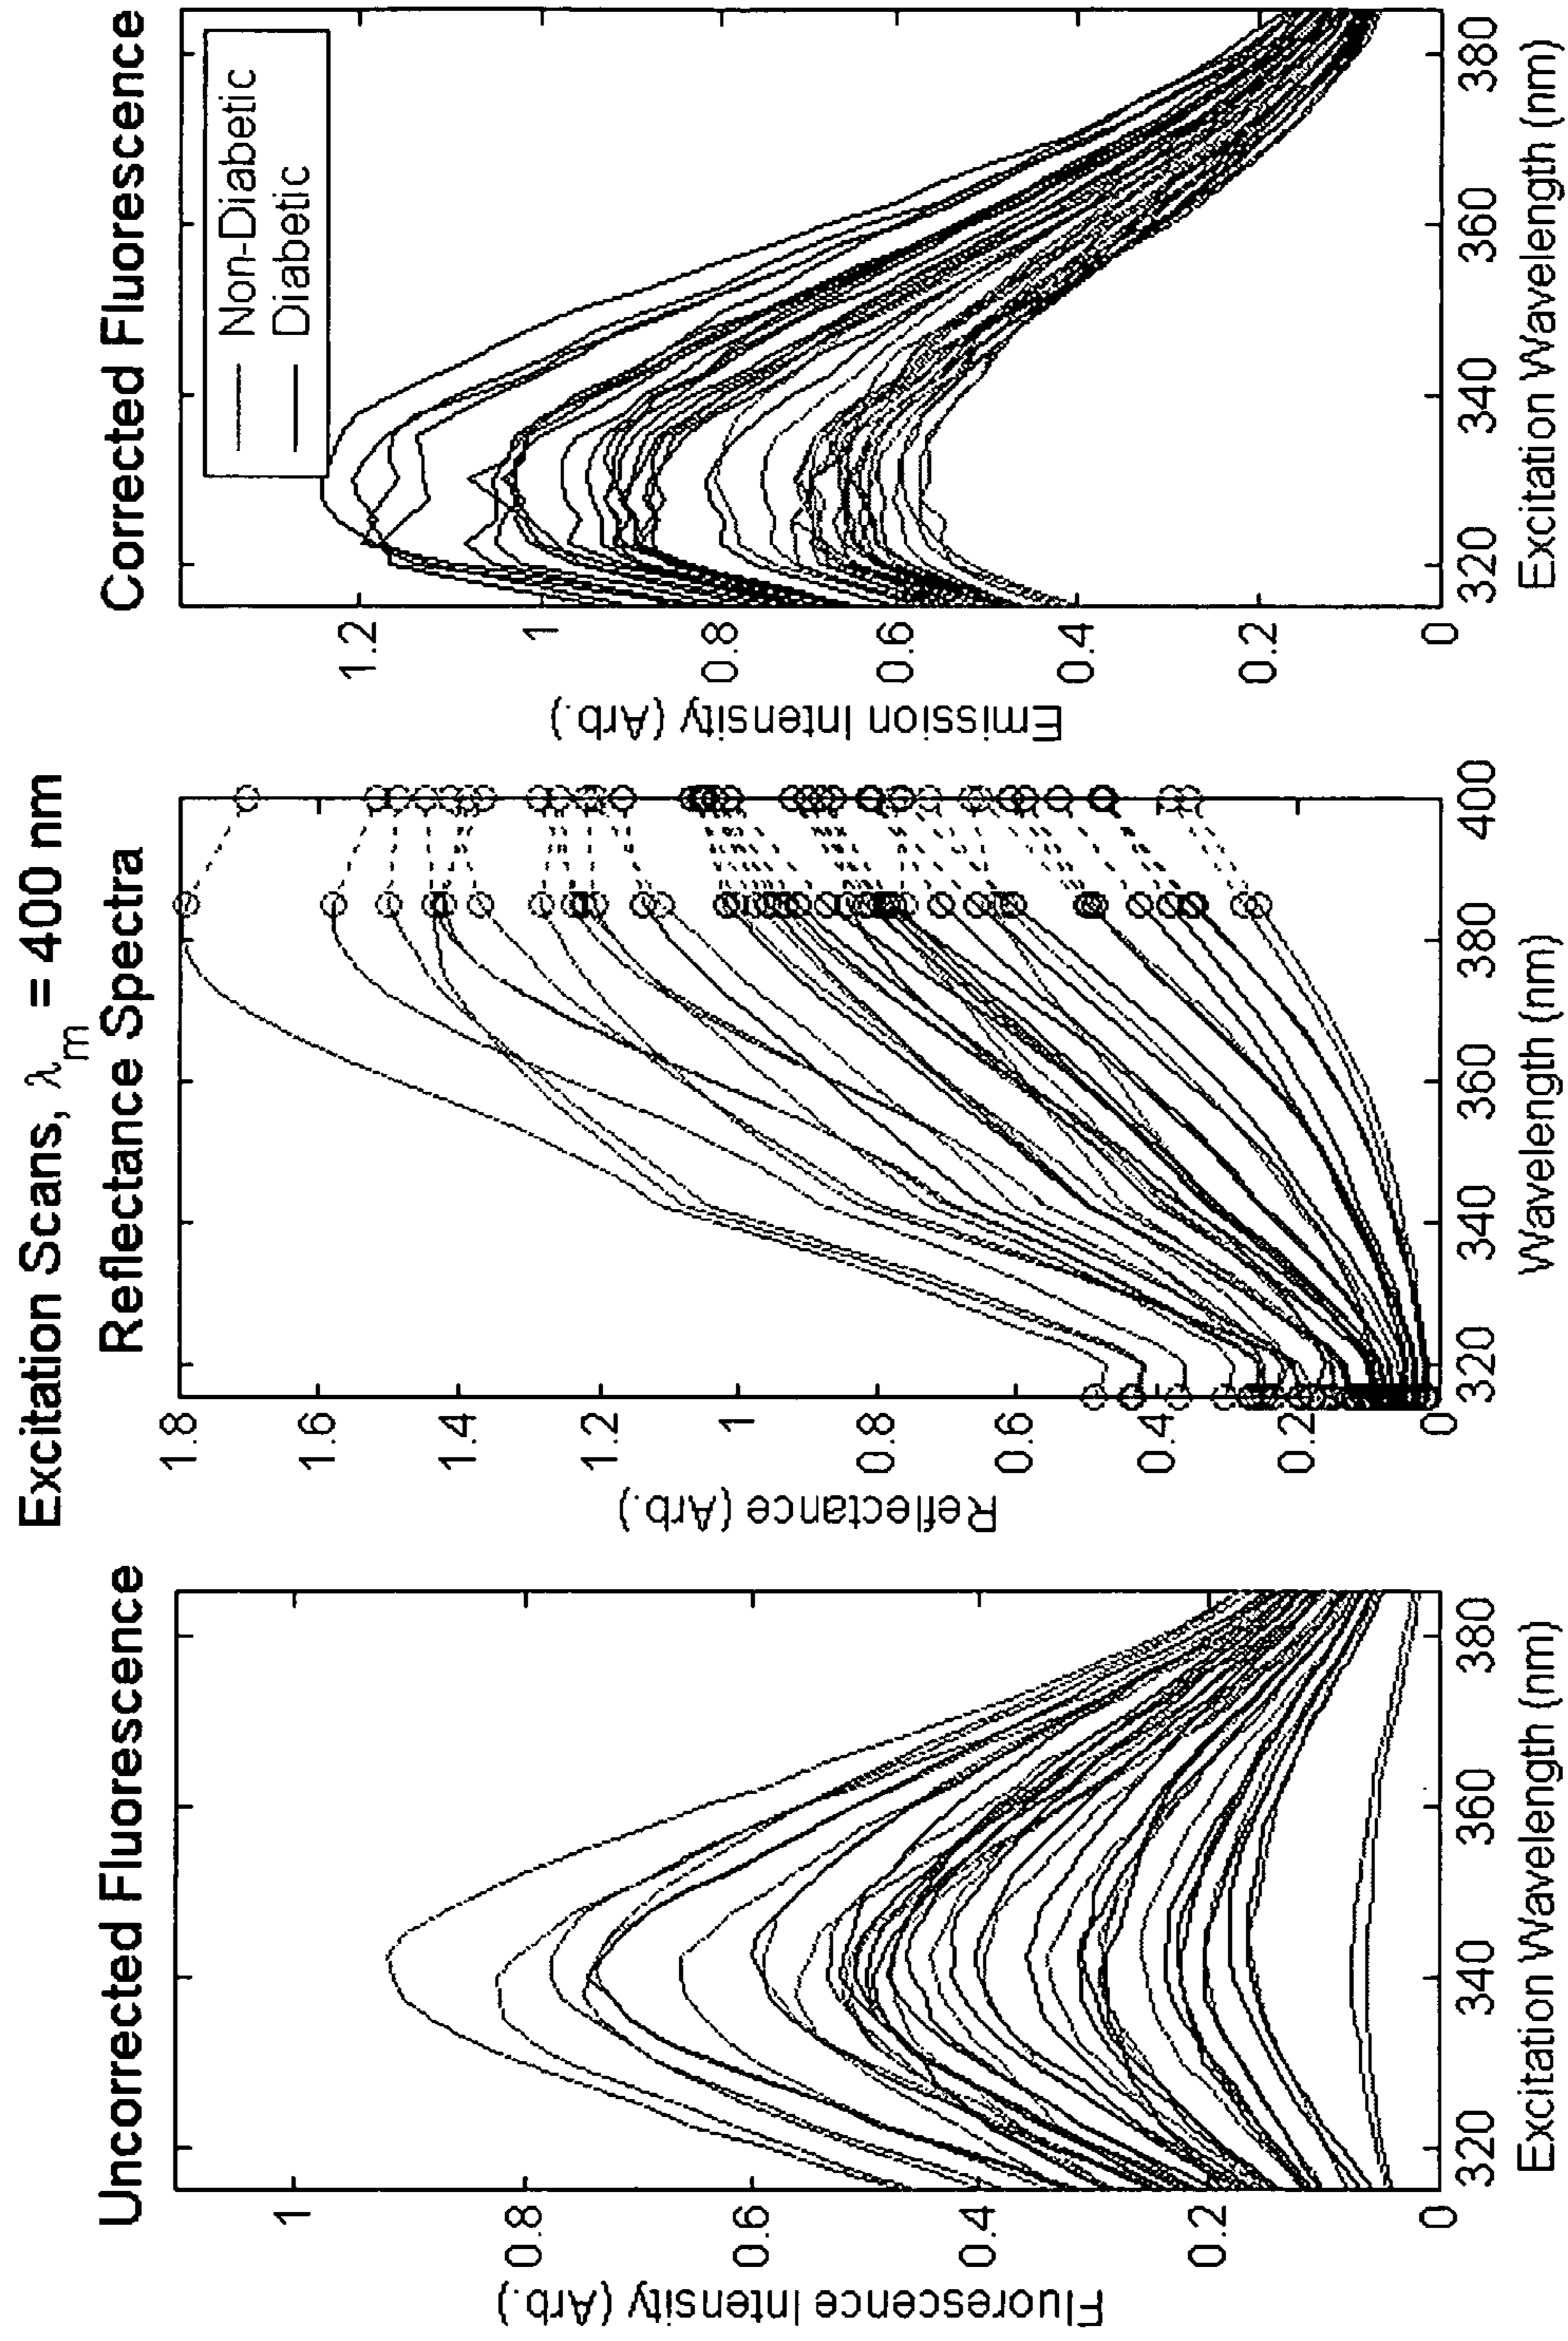 Excitation Scans, λm = 400 nm
Uncorrected Fluorescence
Fluorescence Intensity (Arb.)
1
0.8
0.6
0.4
0.2
0
320 340 360 380
Excitation Wavelength (nm)
Reflectance Spectra
Reflectance (Arb.)
1.8
1.6
1.4
1.2
1
0.8
0.6
0.4
0.2
0
320 340 360 380 400
Wavelength (nm)
Corrected Fluorescence
Non-Diabetic
Diabetic
Emission Intensity (Arb.)
1.2
1
0.8
0.6
0.4
0.2
0
320 340 360 380
Excitation Wavelength (nm)